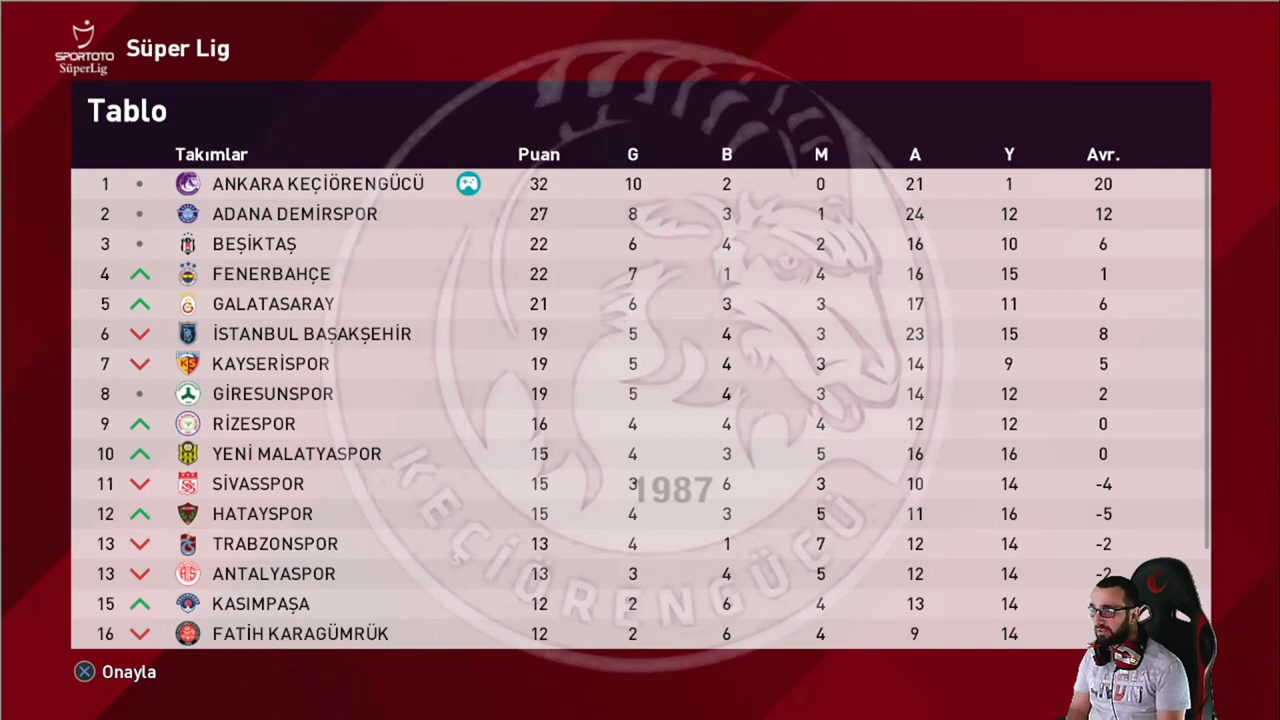 SPORTOTO
SüperLig
Süper Lig
Tablo
Takımlar Puan G B M A Y Avr.
1 ANKARA KEÇİÖRENGÜCÜ 32 10 2 0 21 1 20
2 ADANA DEMİRSPOR 27 8 3 1 24 12 12
3 BEŞİKTAŞ 22 6 4 2 16 10 6
4 FENERBAHÇE 22 7 1 4 16 15 1
5 GALATASARAY 21 6 3 3 17 11 6
6 İSTANBUL BAŞAKŞEHİR 19 5 4 3 23 15 8
7 KAYSERİSPOR 19 5 4 3 14 9 5
8 GİRESUNSPOR 19 5 4 3 14 12 2
9 RİZESPOR 16 4 4 4 12 12 0
10 YENİ MALATYASPOR 15 4 3 5 16 16 0
11 SİVASSPOR 15 3 6 3 10 14 -4
12 HATAYSPOR 15 4 3 5 11 16 -5
13 TRABZONSPOR 13 4 1 7 12 14 -2
13 ANTALYASPOR 13 3 4 5 12 14 -2
15 KASIMPAŞA 12 2 6 4 13 14
16 FATİH KARAGÜMRÜK 12 2 6 4 9 14
1987
KEÇİÖRENGÜCÜ
Onayla